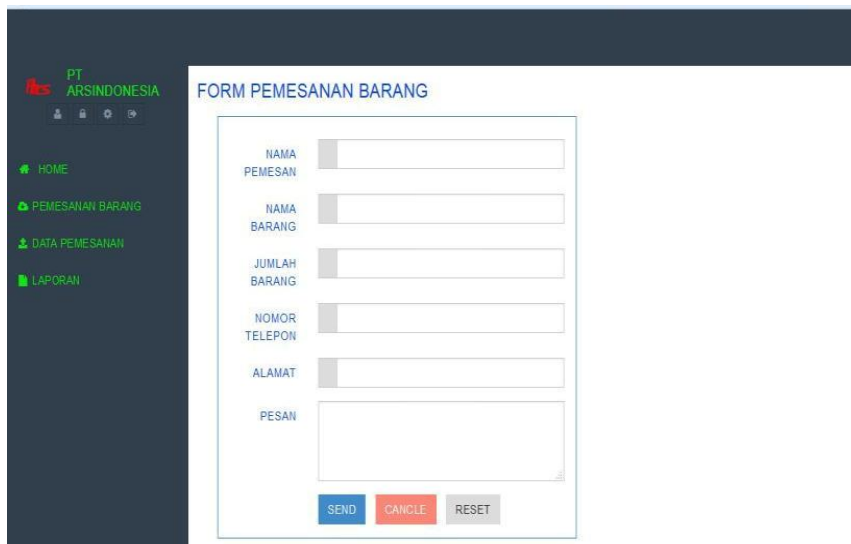 PT
ARSINDONESIA
HOME
PEMESANAN BARANG
DATA PEMESANAN
LAPORAN
FORM PEMESANAN BARANG
NAMA
PEMESAN
NAMA
BARANG
JUMLAH
BARANG
NOMOR
TELEPON
ALAMAT
PESAN
SEND CANCLE RESET